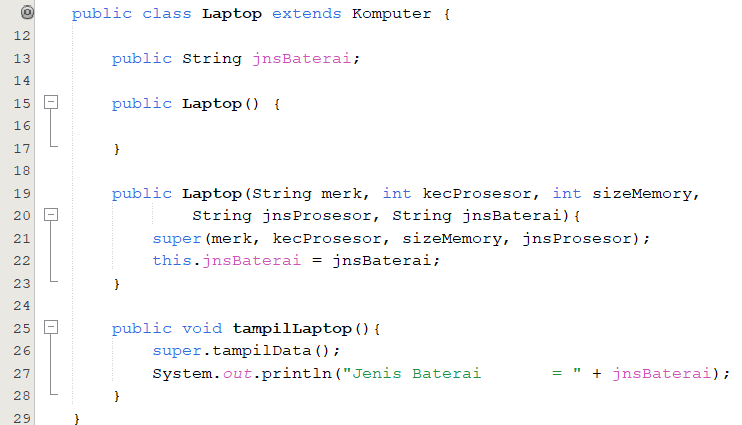 public class Laptop extends Komputer {
12
13 public String jnsBaterai;
14
15 public Laptop() {
16
17 }
18
19 public Laptop(String merk, int kecProsesor, int sizeMemory,
20 String jnsProsesor, String jnsBaterai){
21 super(merk, kecProsesor, sizeMemory, jnsProsesor);
22 this.jnsBaterai = jnsBaterai;
23 }
24
25 public void tampilLaptop(){
26 super.tampilData();
27 System.out.println("Jenis Baterai       = " + jnsBaterai);
28 }
29 }